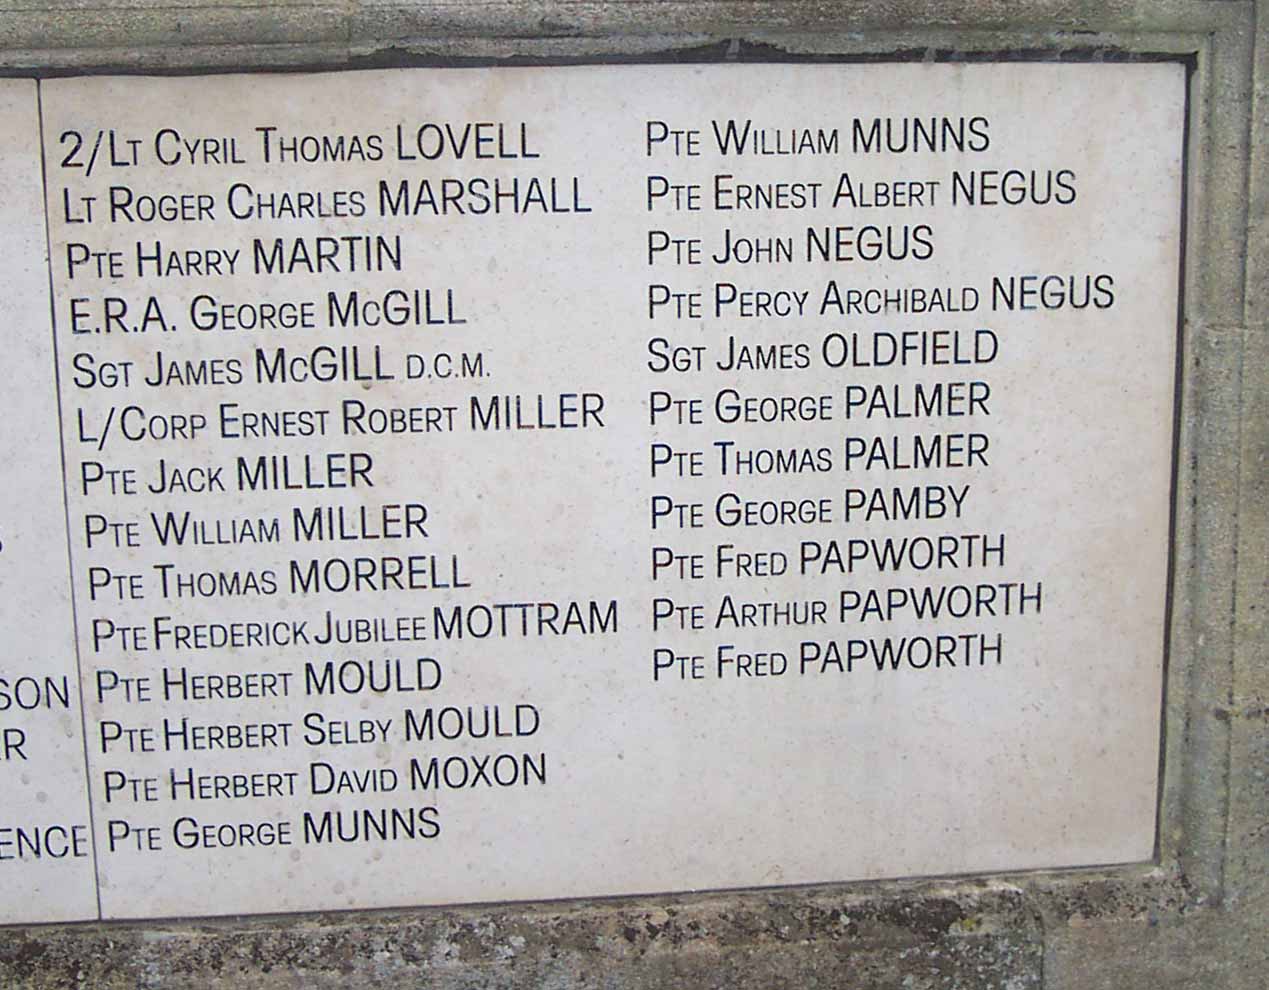 2/Lt Cyril Thomas LOVELL
Lt Roger Charles MARSHALL
Pte Harry MARTIN
E.R.A. George McGILL
Sgt James McGILL D.C.M.
L/Corp Ernest Robert MILLER
Pte Jack MILLER
Pte William MILLER
Pte Thomas MORRELL
Pte Frederick Jubilee MOTTRAM
Pte Herbert MOULD
Pte Herbert Selby MOULD
Pte Herbert David MOXON
Pte George MUNNS
Pte William MUNNS
Pte Ernest Albert NEGUS
Pte John NEGUS
Pte Percy Archibald NEGUS
Sgt James OLDFIELD
Pte George PALMER
Pte Thomas PALMER
Pte George PAMBY
Pte Fred PAPWORTH
Pte Arthur PAPWORTH
Pte Fred PAPWORTH